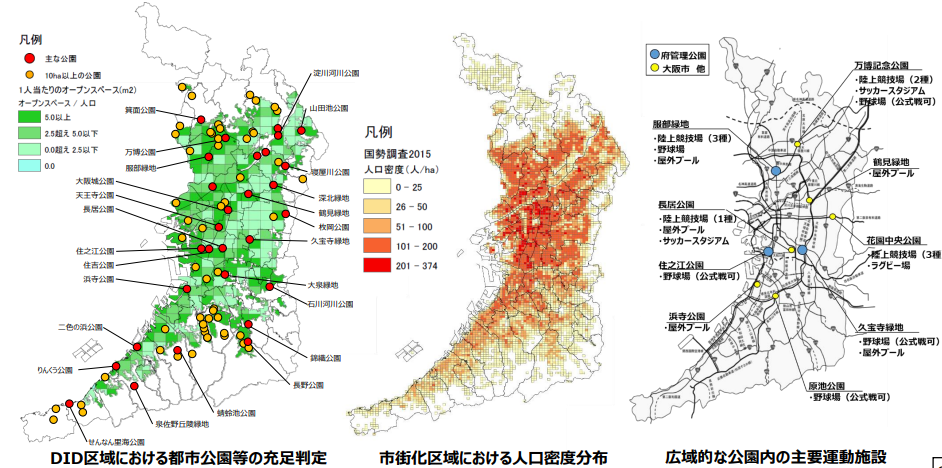 凡例
主な公園
10ha以上の公園
1人当たりのオープンスペース(m2)
オープンスペース / 人口
5.0以上
2.5超え 5.0以下
0.0超え 2.5以下
0.0
箕面公園
万博公園
服部緑地
大阪城公園
天王寺公園
長居公園
住之江公園
住吉公園
浜寺公園
二色の浜公園
りんくう公園
せんなん里海公園
淀川河川公園
山田池公園
寝屋川公園
深北緑地
鶴見緑地
枚岡公園
久宝寺緑地
大泉緑地
石川河川公園
錦織公園
長野公園
蜻蛉池公園
泉佐野丘陵緑地
DID区域における都市公園等の充足判定
凡例
国勢調査2015
人口密度(人/ha)
0 - 25
26 - 50
51 - 100
101 - 200
201 - 374
市街化区域における人口密度分布
凡例
府管理公園
大阪市 他
万博記念公園
・陸上競技場(2種)
・サッカースタジアム
・野球場(公式戦可)
服部緑地
・陸上競技場(3種)
・野球場
・屋外プール
鶴見緑地
・屋外プール
長居公園
・陸上競技場(1種)
・屋外プール
・サッカースタジアム
花園中央公園
・陸上競技場(3種
・ラグビー場
住之江公園
・野球場(公式戦可)
浜寺公園
・屋外プール
久宝寺緑地
・野球場(公式戦可)
・屋外プール
原池公園
・野球場(公式戦可)
広域的な公園内の主要運動施設